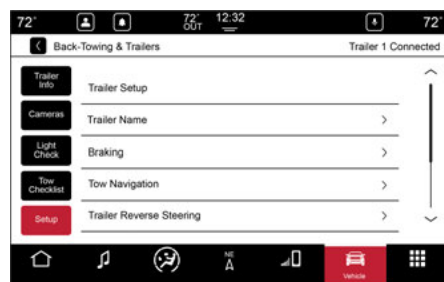 72° 72° OUT 12:32 72°
Back-Towing & Trailers Trailer 1 Connected
Trailer Info
Trailer Setup
Cameras
Trailer Name
Light Check
Braking
Tow Checklist
Tow Navigation
Setup
Trailer Reverse Steering
NE
A
Vehicle